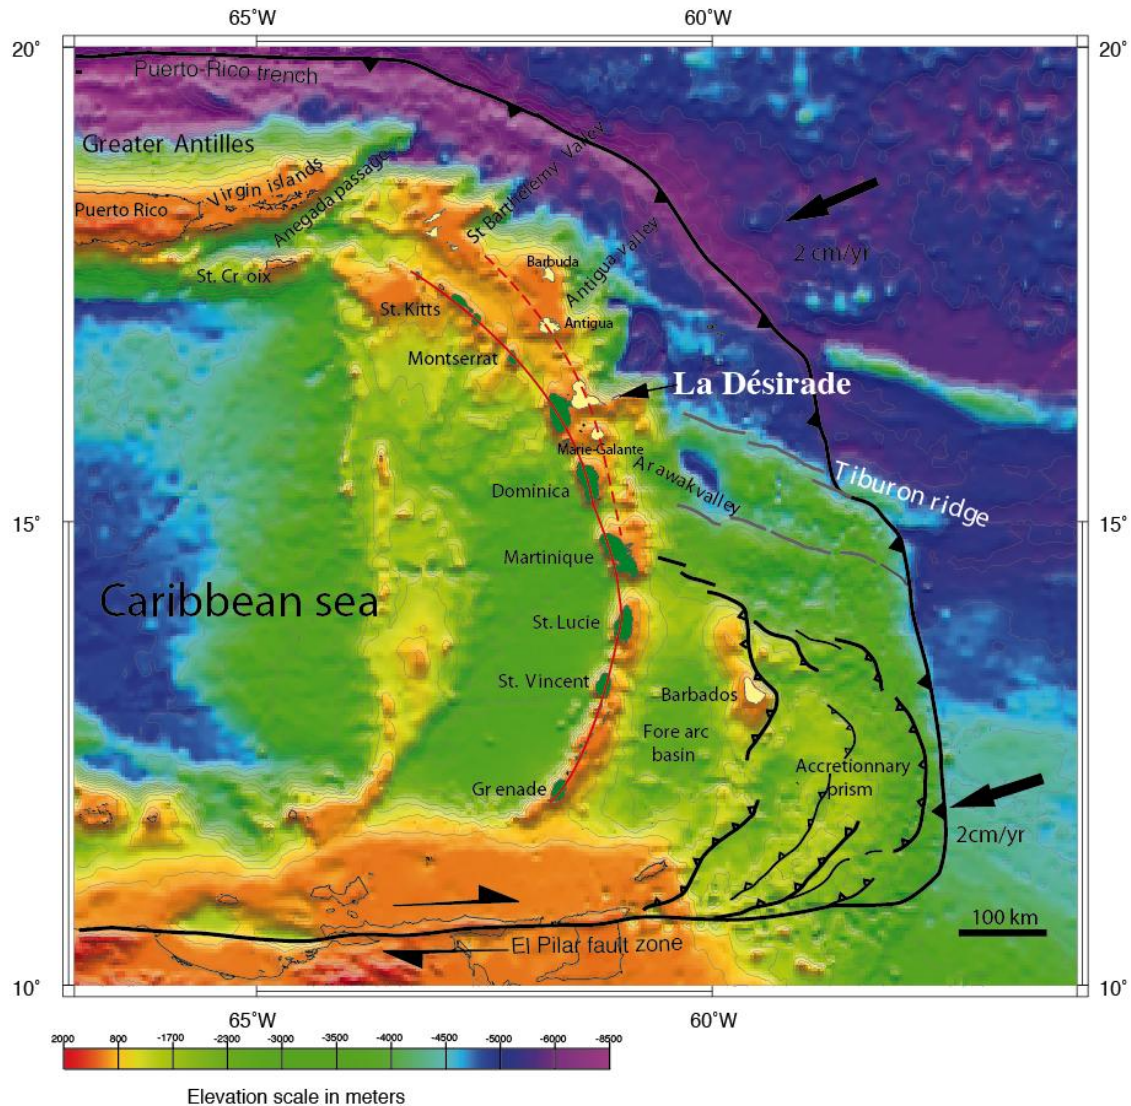 65°W
60°W
20°
20°
Puerto-Rico trench
Greater Antilles
Virgin islands
Anegada passage
St Barthelemy Valley
Puerto Rico
2 cm/yr
Barbuda
Antigua Valley
St. Croix
St. Kitts
Antigua
Montserrat
La Désirade
Marie-Galante
Arawak valley
Tiburon ridge
Dominica
15°
15°
Martinique
Caribbean sea
St. Lucie
St. Vincent
Barbados
Fore arc
basin
Accretionnary
prism
Grenade
2cm/yr
100 km
El Pilar fault zone
10°
10°
65°W
60°W
2000 800 -1700 -2300 -3000 -3500 -4000 -4500 -5000 -6000 -8500
Elevation scale in meters